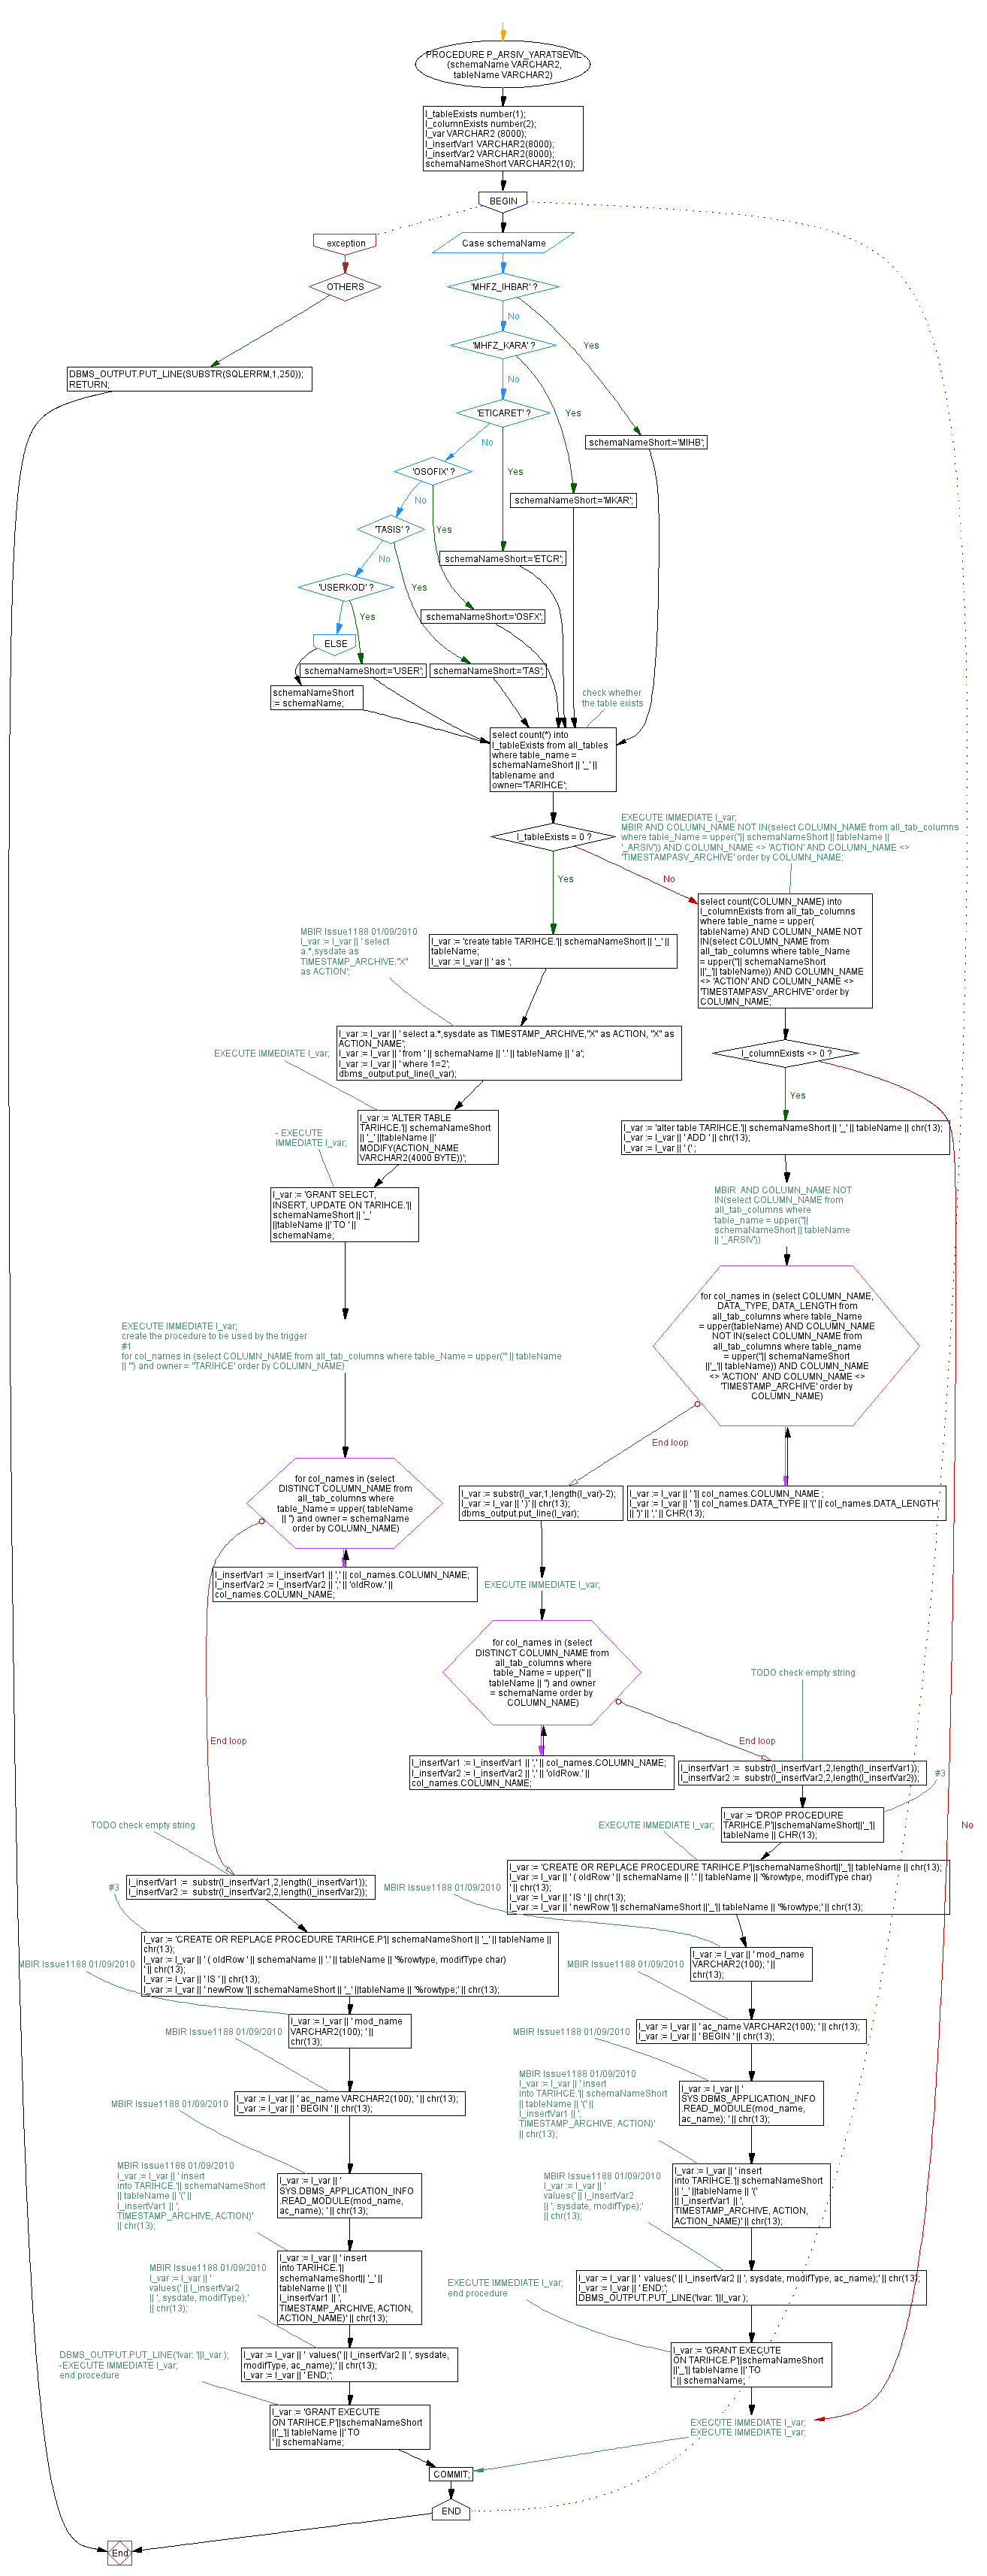 PROCEDURE P_ARSIV_YARATSEVIL
(schemaName VARCHAR2,
tableName VARCHAR2)
l_tableExists number(1);
l_columnExists number(2);
l_var VARCHAR2 (8000);
l_insertVar1 VARCHAR2(8000);
l_insertVar2 VARCHAR2(8000);
schemaNameShort VARCHAR2(10);
BEGIN
exception
OTHERS
DBMS_OUTPUT.PUT_LINE(SUBSTR(SQLERRM,1,250));
RETURN;
Case schemaName
'MHFZ_IHBAR' ?
No
Yes
'MHFZ_KARA' ?
No
Yes
'ETICARET' ?
No
Yes
'OSOFIX' ?
No
Yes
'TASIS' ?
No
Yes
'USERKOD' ?
Yes
ELSE
schemaNameShort:='MIHB';
schemaNameShort:='MKAR';
schemaNameShort:='ETCR';
schemaNameShort:='OSFX';
schemaNameShort:='USER';
schemaNameShort:='TAS';
schemaNameShort
:= schemaName;
check whether
the table exists
select count(*) into
l_tableExists from all_tables
where table_name =
schemaNameShort || '_' ||
tablename and
owner='TARIHCE';
l_tableExists = 0 ?
Yes
No
EXECUTE IMMEDIATE l_var;
MBIR AND COLUMN_NAME NOT IN(select COLUMN_NAME from all_tab_columns
where table_Name = upper(''|| schemaNameShort || tableName ||
'_ARSIV')) AND COLUMN_NAME <> 'ACTION' AND COLUMN_NAME <>
'TIMESTAMPASV_ARCHIVE' order by COLUMN_NAME;
select count(COLUMN_NAME) into
l_columnExists from all_tab_columns
where table_name = upper(
tableName) AND COLUMN_NAME NOT
IN(select COLUMN_NAME from
all_tab_columns where table_Name
= upper(''|| schemaNameShort
||'_'|| tableName)) AND COLUMN_NAME
<> 'ACTION' AND COLUMN_NAME <>
'TIMESTAMPASV_ARCHIVE' order by
COLUMN_NAME;
l_columnExists <> 0 ?
Yes
No
MBIR Issue1188 01/09/2010
l_var := l_var || ' select
a.*,sysdate as
TIMESTAMP_ARCHIVE,''X''
as ACTION';
l_var := 'create table TARIHCE.'|| schemaNameShort || '_' ||
tableName;
l_var := l_var || ' as ';
l_var := l_var || ' select a.*,sysdate as TIMESTAMP_ARCHIVE,''X'' as ACTION, ''X'' as
ACTION_NAME';
l_var := l_var || ' from ' || schemaName || '.' || tableName || ' a';
l_var := l_var || ' where 1=2';
dbms_output.put_line(l_var);
EXECUTE IMMEDIATE l_var;
l_var := 'ALTER TABLE
TARIHCE.'|| schemaNameShort
|| '_' ||tableName ||'
MODIFY(ACTION_NAME
VARCHAR2(4000 BYTE))';
- EXECUTE
IMMEDIATE l_var;
l_var := 'GRANT SELECT,
INSERT, UPDATE ON TARIHCE.'||
schemaNameShort || '_'
||tableName ||' TO ' ||
schemaName;
EXECUTE IMMEDIATE l_var;
create the procedure to be used by the trigger
#1
for col_names in (select COLUMN_NAME from all_tab_columns where table_Name = upper('' || tableName
|| '') and owner = 'TARIHCE' order by COLUMN_NAME)
for col_names in (select
DISTINCT COLUMN_NAME from
all_tab_columns where
table_Name = upper( tableName
|| '') and owner = schemaName
order by COLUMN_NAME)
l_insertVar1 := l_insertVar1 || ',' || col_names.COLUMN_NAME;
l_insertVar2 := l_insertVar2 || ',' || 'oldRow.' ||
col_names.COLUMN_NAME;
End loop
TODO check empty string
l_insertVar1 := substr(l_insertVar1,2,length(l_insertVar1));
l_insertVar2 := substr(l_insertVar2,2,length(l_insertVar2));
#3
l_var := 'CREATE OR REPLACE PROCEDURE TARIHCE.P'|| schemaNameShort || '_' || tableName ||
chr(13);
l_var := l_var || ' ( oldRow ' || schemaName || '.' || tableName || '%rowtype, modifType char)
' || chr(13);
l_var := l_var || ' IS ' || chr(13);
l_var := l_var || ' newRow '|| schemaNameShort || '_' ||tableName || '%rowtype;' || chr(13);
MBIR Issue1188 01/09/2010
l_var := l_var || ' mod_name
VARCHAR2(100); ' ||
chr(13);
MBIR Issue1188 01/09/2010
l_var := l_var || ' ac_name VARCHAR2(100); ' || chr(13);
l_var := l_var || ' BEGIN ' || chr(13);
MBIR Issue1188 01/09/2010
l_var := l_var || '
SYS.DBMS_APPLICATION_INFO
.READ_MODULE(mod_name,
ac_name); ' || chr(13);
MBIR Issue1188 01/09/2010
l_var := l_var || ' insert
into TARIHCE.'|| schemaNameShort
|| tableName || '(' ||
l_insertVar1 || ',
TIMESTAMP_ARCHIVE, ACTION)'
|| chr(13);
l_var := l_var || ' insert
into TARIHCE.'||
schemaNameShort|| '_' ||
tableName || '(' ||
l_insertVar1 || ',
TIMESTAMP_ARCHIVE, ACTION,
ACTION_NAME)' || chr(13);
MBIR Issue1188 01/09/2010
l_var := l_var || '
values(' || l_insertVar2
|| ', sysdate, modifType);'
|| chr(13);
l_var := l_var || ' values(' || l_insertVar2 || ', sysdate,
modifType, ac_name);' || chr(13);
l_var := l_var || ' END;';
DBMS_OUTPUT.PUT_LINE('lvar: '||l_var );
-EXECUTE IMMEDIATE l_var;
end procedure
l_var := 'GRANT EXECUTE
ON TARIHCE.P'||schemaNameShort
||'_'|| tableName ||' TO
' || schemaName;
l_var := 'alter table TARIHCE.'|| schemaNameShort || '_' || tableName || chr(13);
l_var := l_var || ' ADD ' || chr(13);
l_var := l_var || ' (' ;
MBIR AND COLUMN_NAME NOT
IN(select COLUMN_NAME from
all_tab_columns where
table_name = upper(''||
schemaNameShort || tableName
|| '_ARSIV'))
for col_names in (select COLUMN_NAME,
DATA_TYPE, DATA_LENGTH from
all_tab_columns where table_Name
= upper(tableName) AND COLUMN_NAME
NOT IN(select COLUMN_NAME from
all_tab_columns where table_name
= upper(''|| schemaNameShort
||'_'|| tableName)) AND COLUMN_NAME
<> 'ACTION' AND COLUMN_NAME <>
'TIMESTAMP_ARCHIVE' order by
COLUMN_NAME)
End loop
l_var := substr(l_var,1,length(l_var)-2);
l_var := l_var || ' )' || chr(13);
dbms_output.put_line(l_var);
l_var := l_var || ' '|| col_names.COLUMN_NAME ;
l_var := l_var || ' '|| col_names.DATA_TYPE || '(' || col_names.DATA_LENGTH
|| ')' || ',' || CHR(13);
EXECUTE IMMEDIATE l_var;
for col_names in (select
DISTINCT COLUMN_NAME from
all_tab_columns where
table_Name = upper('' ||
tableName || '') and owner
= schemaName order by
COLUMN_NAME)
l_insertVar1 := l_insertVar1 || ',' || col_names.COLUMN_NAME;
l_insertVar2 := l_insertVar2 || ',' || 'oldRow.' ||
col_names.COLUMN_NAME;
End loop
TODO check empty string
l_insertVar1 := substr(l_insertVar1,2,length(l_insertVar1));
l_insertVar2 := substr(l_insertVar2,2,length(l_insertVar2));
#3
l_var := 'DROP PROCEDURE
TARIHCE.P'||schemaNameShort||'_'||
tableName || CHR(13);
EXECUTE IMMEDIATE l_var;
l_var := 'CREATE OR REPLACE PROCEDURE TARIHCE.P'||schemaNameShort||'_'|| tableName || chr(13);
l_var := l_var || ' ( oldRow ' || schemaName || '.' || tableName || '%rowtype, modifType char)
' || chr(13);
l_var := l_var || ' IS ' || chr(13);
l_var := l_var || ' newRow '|| schemaNameShort ||'_'|| tableName || '%rowtype;' || chr(13);
MBIR Issue1188 01/09/2010
l_var := l_var || ' mod_name
VARCHAR2(100); ' ||
chr(13);
MBIR Issue1188 01/09/2010
l_var := l_var || ' ac_name VARCHAR2(100); ' || chr(13);
l_var := l_var || ' BEGIN ' || chr(13);
MBIR Issue1188 01/09/2010
l_var := l_var || '
SYS.DBMS_APPLICATION_INFO
.READ_MODULE(mod_name,
ac_name); ' || chr(13);
MBIR Issue1188 01/09/2010
l_var := l_var || ' insert
into TARIHCE.'|| schemaNameShort
|| tableName || '(' ||
l_insertVar1 || ',
TIMESTAMP_ARCHIVE, ACTION)'
|| chr(13);
l_var := l_var || ' insert
into TARIHCE.'|| schemaNameShort
|| '_' ||tableName || '('
|| l_insertVar1 || ',
TIMESTAMP_ARCHIVE, ACTION,
ACTION_NAME)' || chr(13);
MBIR Issue1188 01/09/2010
l_var := l_var || '
values(' || l_insertVar2
|| ', sysdate, modifType);'
|| chr(13);
l_var := l_var || ' values(' || l_insertVar2 || ', sysdate, modifType, ac_name);' || chr(13);
l_var := l_var || ' END;';
DBMS_OUTPUT.PUT_LINE('lvar: '||l_var );
EXECUTE IMMEDIATE l_var;
end procedure
l_var := 'GRANT EXECUTE
ON TARIHCE.P'||schemaNameShort
||'_'|| tableName ||' TO
' || schemaName;
EXECUTE IMMEDIATE l_var;
EXECUTE IMMEDIATE l_var;
COMMIT;
END
End